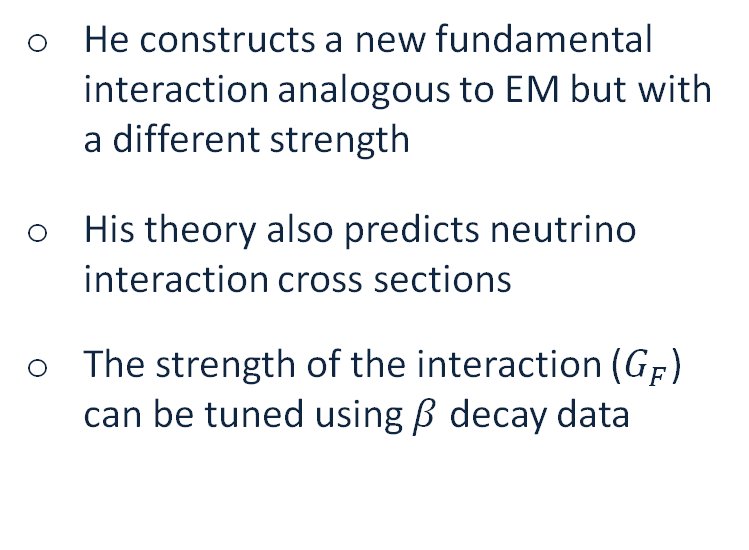 ○ He constructs a new fundamental
interaction analogous to EM but with
a different strength
○ His theory also predicts neutrino
interaction cross sections
○ The strength of the interaction (G_F)
can be tuned using β decay data